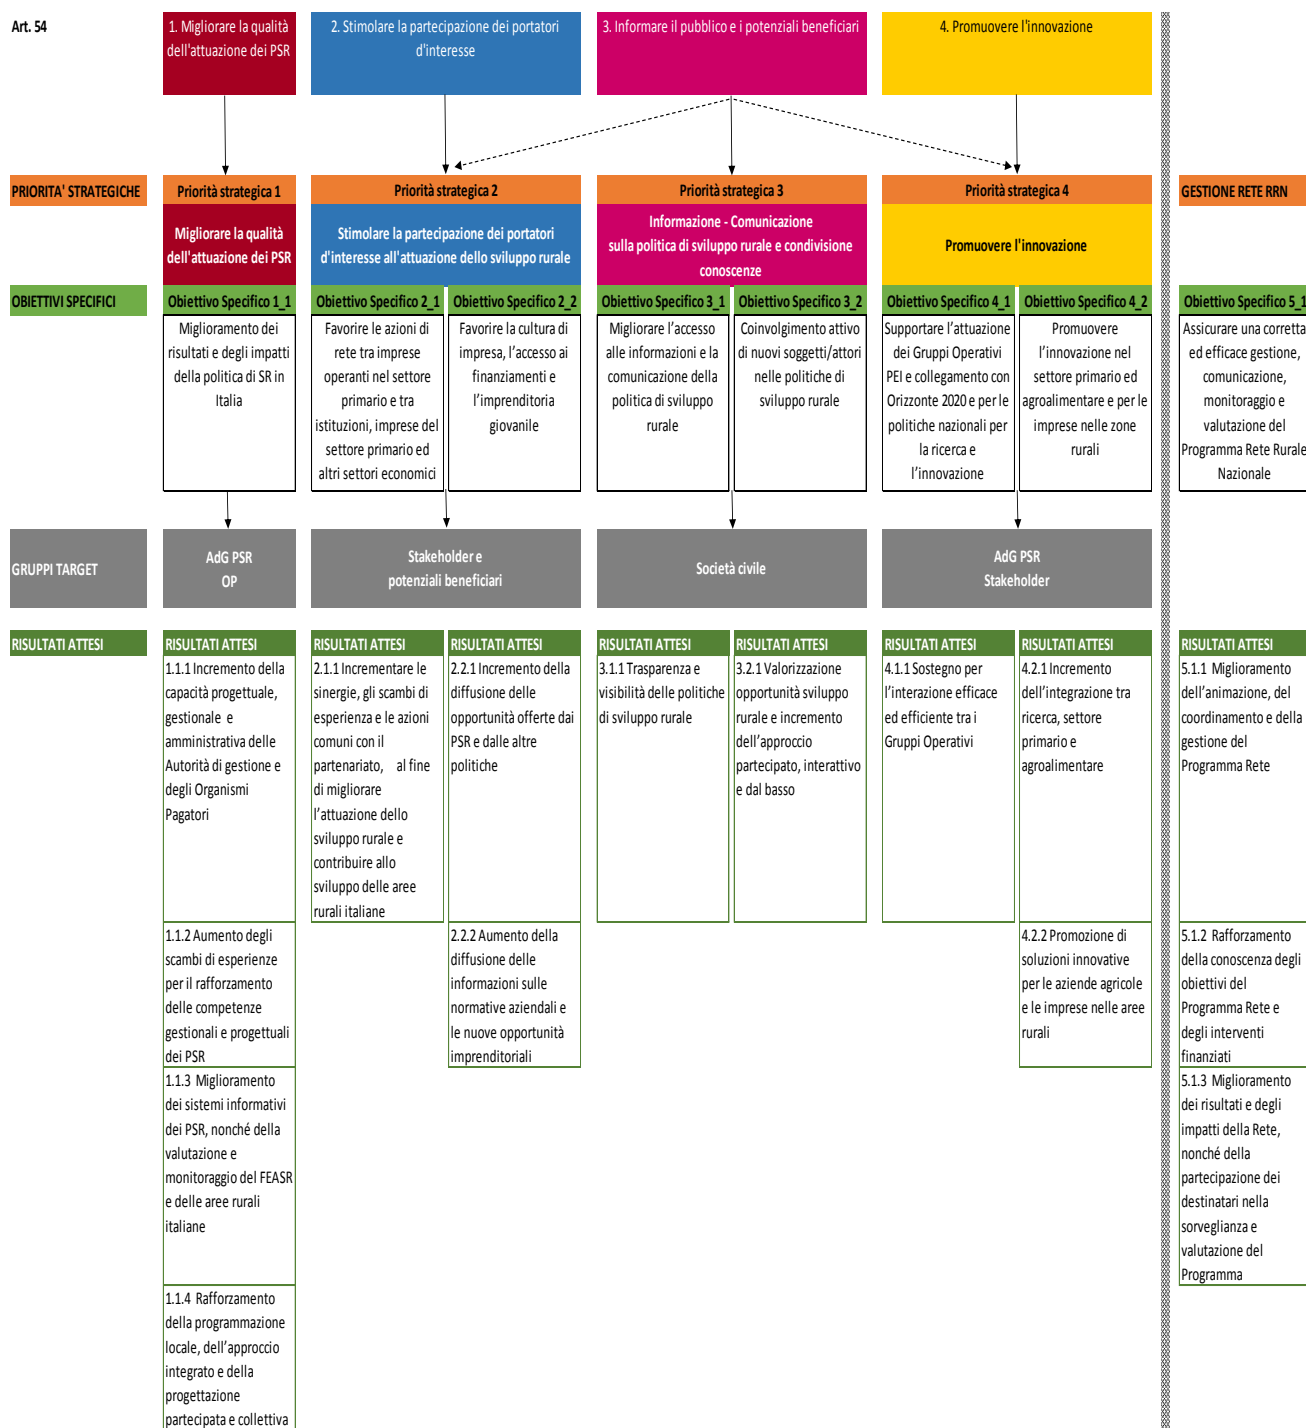 Art. 54
1. Migliorare la qualità
dell'attuazione dei PSR
2. Stimolare la partecipazione dei portatori
d'interesse
3. Informare il pubblico e i potenziali beneficiari
4. Promuovere l'innovazione
PRIORITA' STRATEGICHE
Priorità strategica 1
Priorità strategica 2
Priorità strategica 3
Priorità strategica 4
GESTIONE RETE RRN
Migliorare la qualità
dell'attuazione dei PSR
Stimolare la partecipazione dei portatori
d'interesse all'attuazione dello sviluppo rurale
Informazione - Comunicazione
sulla politica di sviluppo rurale e condivisione
conoscenze
Promuovere l'innovazione
OBIETTIVI SPECIFICI
Obiettivo Specifico 1_1
Obiettivo Specifico 2_1
Obiettivo Specifico 2_2
Obiettivo Specifico 3_1
Obiettivo Specifico 3_2
Obiettivo Specifico 4_1
Obiettivo Specifico 4_2
Obiettivo Specifico 5_1
Miglioramento dei
risultati e degli impatti
della politica di SR in
Italia
Favorire le azioni di
rete tra imprese
operanti nel settore
primario e tra
istituzioni, imprese del
settore primario ed
altri settori economici
Favorire la cultura di
impresa, l’accesso ai
finanziamenti e
l’imprenditoria
giovanile
Migliorare l’accesso
alle informazioni e la
comunicazione della
politica di sviluppo
rurale
Coinvolgimento attivo
di nuovi soggetti/attori
nelle politiche di
sviluppo rurale
Supportare l’attuazione
dei Gruppi Operativi
PEI e collegamento con
Orizzonte 2020 e per le
politiche nazionali per
la ricerca e
l’innovazione
Promuovere
l’innovazione nel
settore primario ed
agroalimentare e per le
imprese nelle zone
rurali
Assicurare una corretta
ed efficace gestione,
comunicazione,
monitoraggio e
valutazione del
Programma Rete Rurale
Nazionale
GRUPPI TARGET
AdG PSR
OP
Stakeholder e
potenziali beneficiari
Società civile
AdG PSR
Stakeholder
RISULTATI ATTESI
RISULTATI ATTESI
RISULTATI ATTESI
RISULTATI ATTESI
RISULTATI ATTESI
RISULTATI ATTESI
RISULTATI ATTESI
RISULTATI ATTESI
RISULTATI ATTESI
1.1.1 Incremento della
capacità progettuale,
gestionale e
amministrativa delle
Autorità di gestione e
degli Organismi
Pagatori
2.1.1 Incrementare le
sinergie, gli scambi di
esperienza e le azioni
comuni con il
partenariato, al fine
di migliorare
l’attuazione dello
sviluppo rurale e
contribuire allo
sviluppo delle aree
rurali italiane
2.2.1 Incremento della
diffusione delle
opportunità offerte dai
PSR e dalle altre
politiche
3.1.1 Trasparenza e
visibilità delle politiche
di sviluppo rurale
3.2.1 Valorizzazione
opportunità sviluppo
rurale e incremento
dell’approccio
partecipato, interattivo
e dal basso
4.1.1 Sostegno per
l’interazione efficace
ed efficiente tra i
Gruppi Operativi
4.2.1 Incremento
dell’integrazione tra
ricerca, settore
primario e
agroalimentare
5.1.1 Miglioramento
dell’animazione, del
coordinamento e della
gestione del
Programma Rete
1.1.2 Aumento degli
scambi di esperienze
per il rafforzamento
delle competenze
gestionali e progettuali
dei PSR
2.2.2 Aumento della
diffusione delle
informazioni sulle
normative aziendali e
le nuove opportunità
imprenditoriali
4.2.2 Promozione di
soluzioni innovative
per le aziende agricole
e le imprese nelle aree
rurali
5.1.2 Rafforzamento
della conoscenza degli
obiettivi del
Programma Rete e
degli interventi
finanziati
1.1.3 Miglioramento
dei sistemi informativi
dei PSR, nonché della
valutazione e
monitoraggio del FEASR
e delle aree rurali
italiane
5.1.3 Miglioramento
dei risultati e degli
impatti della Rete,
nonché della
partecipazione dei
destinatari nella
sorveglianza e
valutazione del
Programma
1.1.4 Rafforzamento
della programmazione
locale, dell’approccio
integrato e della
progettazione
partecipata e collettiva